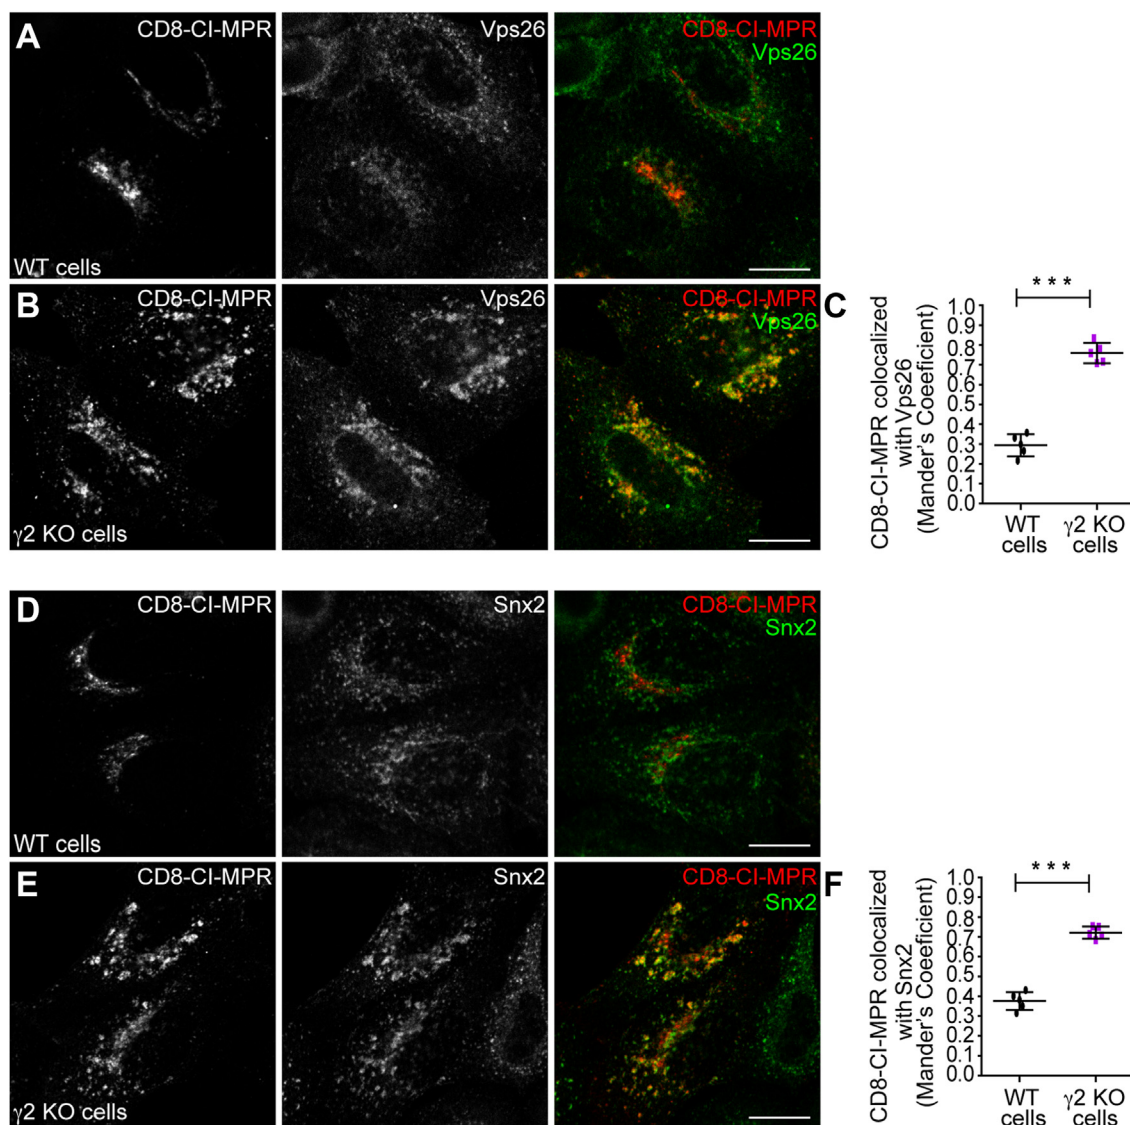 A
CD8-CI-MPR
Vps26
CD8-CI-MPR
Vps26
WT cells
B
CD8-CI-MPR
Vps26
CD8-CI-MPR
Vps26
γ2 KO cells
C
CD8-CI-MPR colocalized
with Vps26
(Mander's Coeeficient)
***
1.0
0.9
0.8
0.7
0.6
0.5
0.4
0.3
0.2
0.1
0.0
WT
cells
γ2 KO
cells
D
CD8-CI-MPR
Snx2
CD8-CI-MPR
Snx2
WT cells
E
CD8-CI-MPR
Snx2
CD8-CI-MPR
Snx2
γ2 KO cells
F
CD8-CI-MPR colocalized
with Snx2
(Mander's Coeeficient)
***
1.0
0.9
0.8
0.7
0.6
0.5
0.4
0.3
0.2
0.1
0.0
WT
cells
γ2 KO
cells